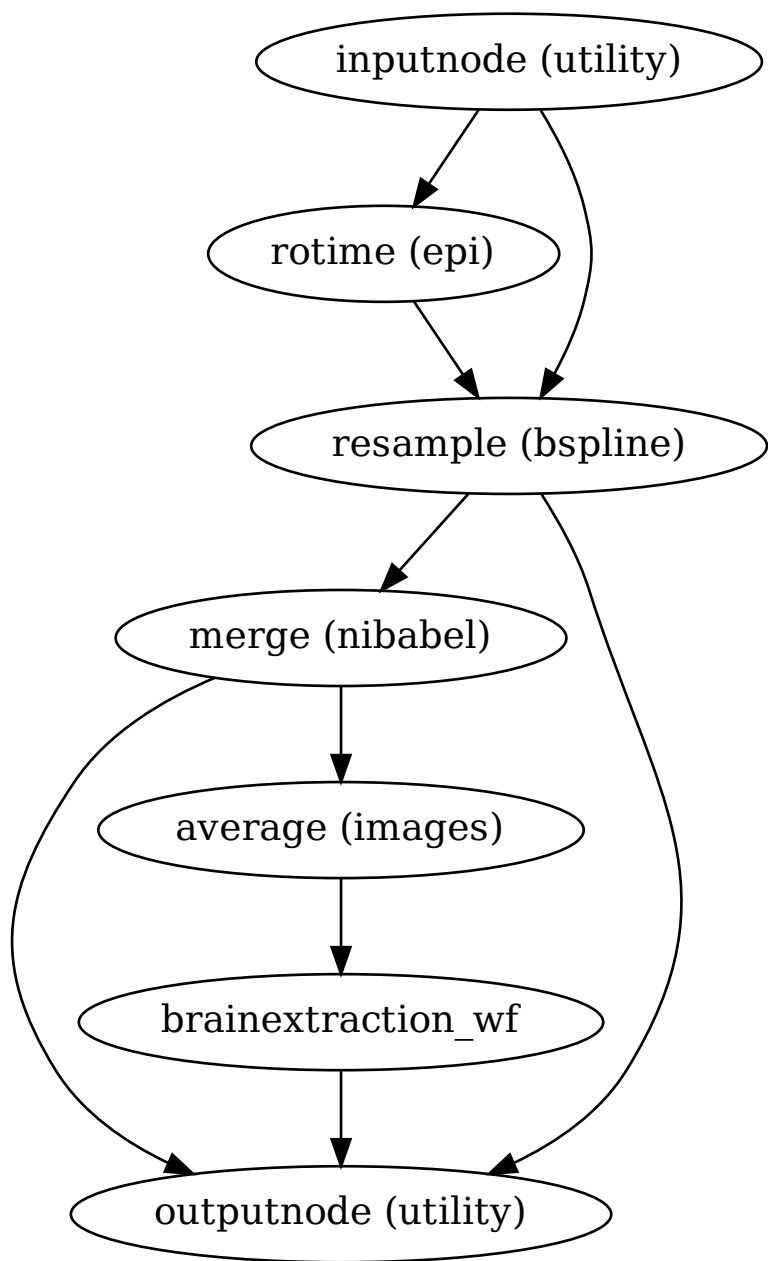 inputnode (utility)
rotime (epi)
resample (bspline)
merge (nibabel)
average (images)
brainextraction_wf
outputnode (utility)